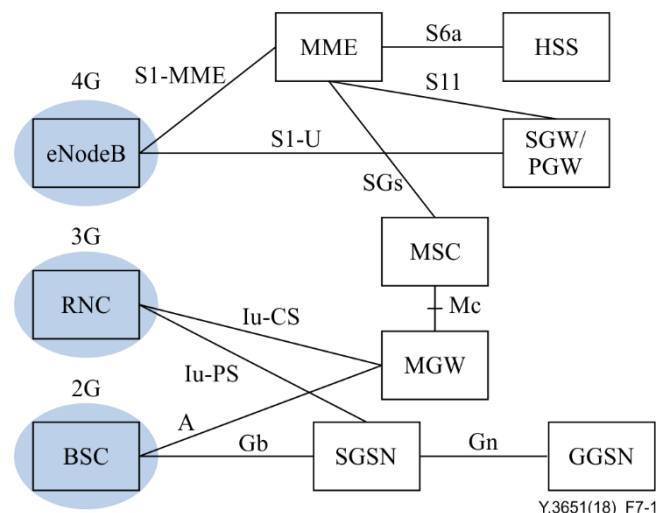 MME
S6a
HSS
S1-MME
S11
4G
eNodeB
S1-U
SGW/
PGW
SGs
3G
MSC
RNC
Iu-CS
Mc
Iu-PS
MGW
2G
A
BSC
Gb
SGSN
Gn
GGSN
Y.3651(18)_F7-1